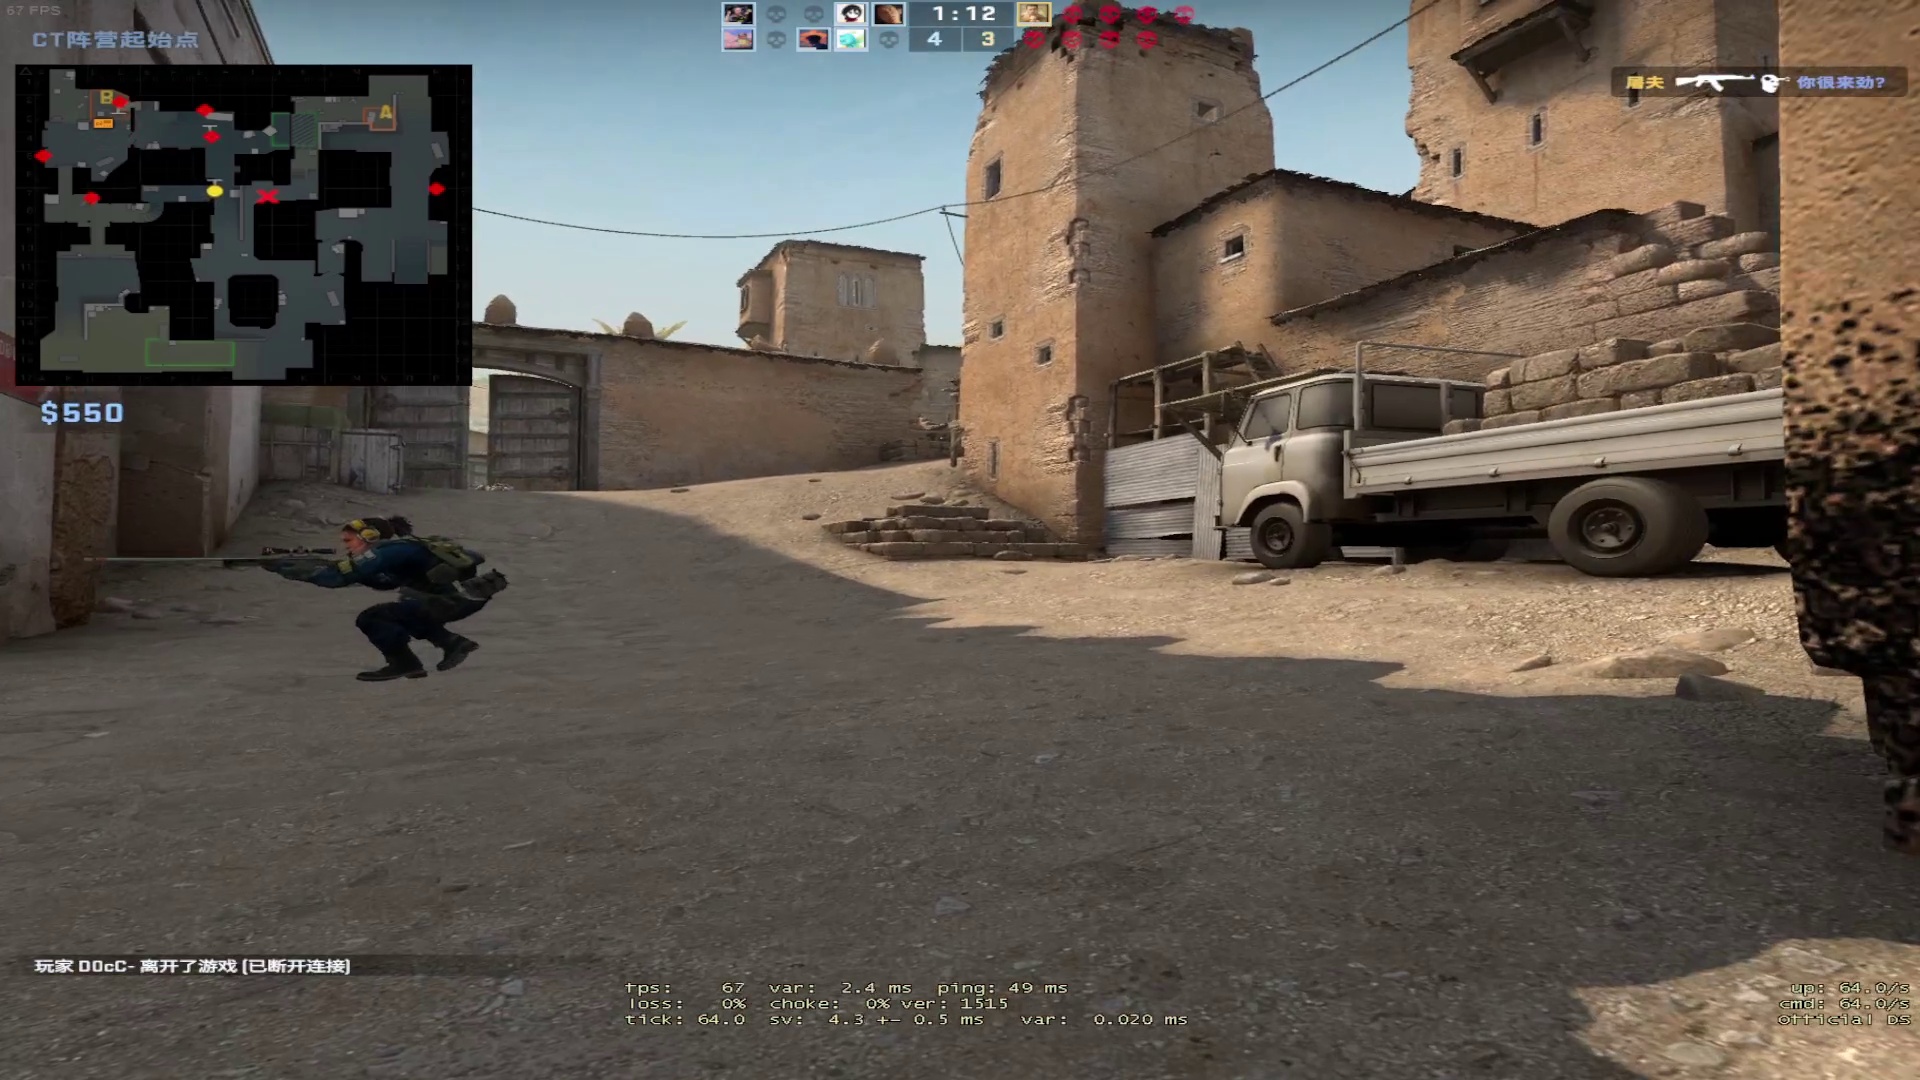 67 FPS
CT阵营起始点
1:12
4 3
B
A
屠夫 你很来劲?
$550
玩家 D0cC- 离开了游戏 [已断开连接]
fps: 67 var: 2.4 ms ping: 49 ms
loss: 0% choke: 0% ver: 1515
tick: 64.0 sv: 4.3 +- 0.5 ms var: 0.020 ms
up: 64.0/s
cmd: 64.0/s
Official DS